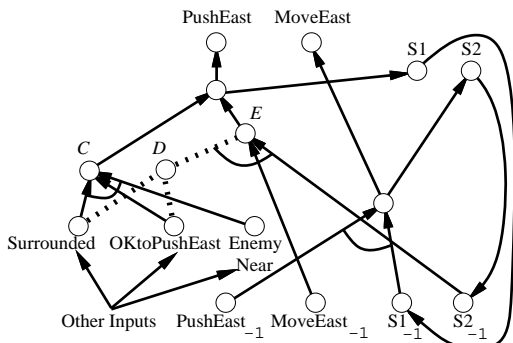 PushEast MoveEast
S1 S2
E
C D
Surrounded OKtoPushEast Enemy
Near
Other Inputs PushEast-1 MoveEast-1 S1-1 S2-1